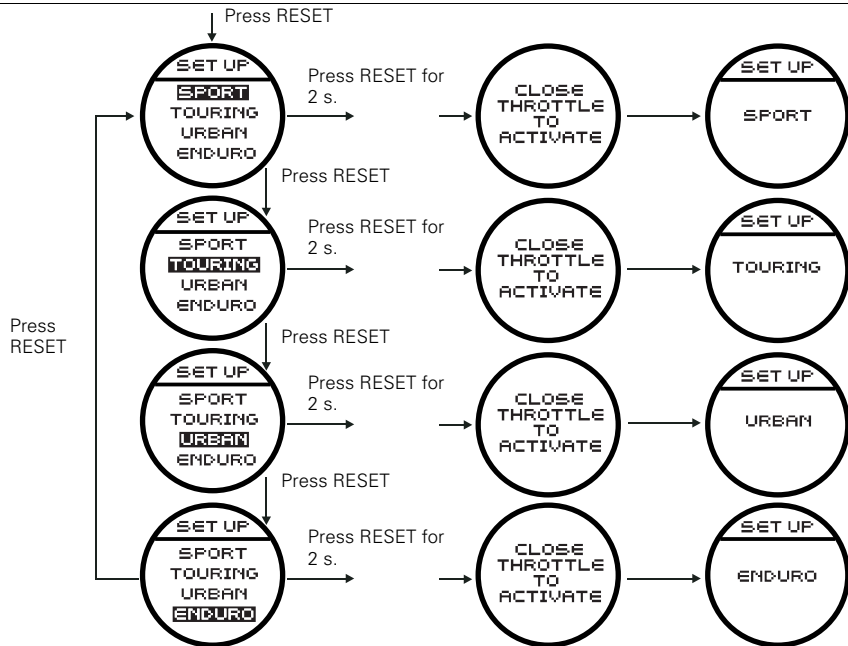 Press RESET
SET UP
SPORT
TOURING
URBAN
ENDURO
Press RESET for
2 s.
CLOSE
THROTTLE
TO
ACTIVATE
SET UP
SPORT
Press RESET
SET UP
SPORT
TOURING
URBAN
ENDURO
Press RESET for
2 s.
CLOSE
THROTTLE
TO
ACTIVATE
SET UP
TOURING
Press
RESET
Press RESET
SET UP
SPORT
TOURING
URBAN
ENDURO
Press RESET for
2 s.
CLOSE
THROTTLE
TO
ACTIVATE
SET UP
URBAN
Press RESET
SET UP
SPORT
TOURING
URBAN
ENDURO
Press RESET for
2 s.
CLOSE
THROTTLE
TO
ACTIVATE
SET UP
ENDURO